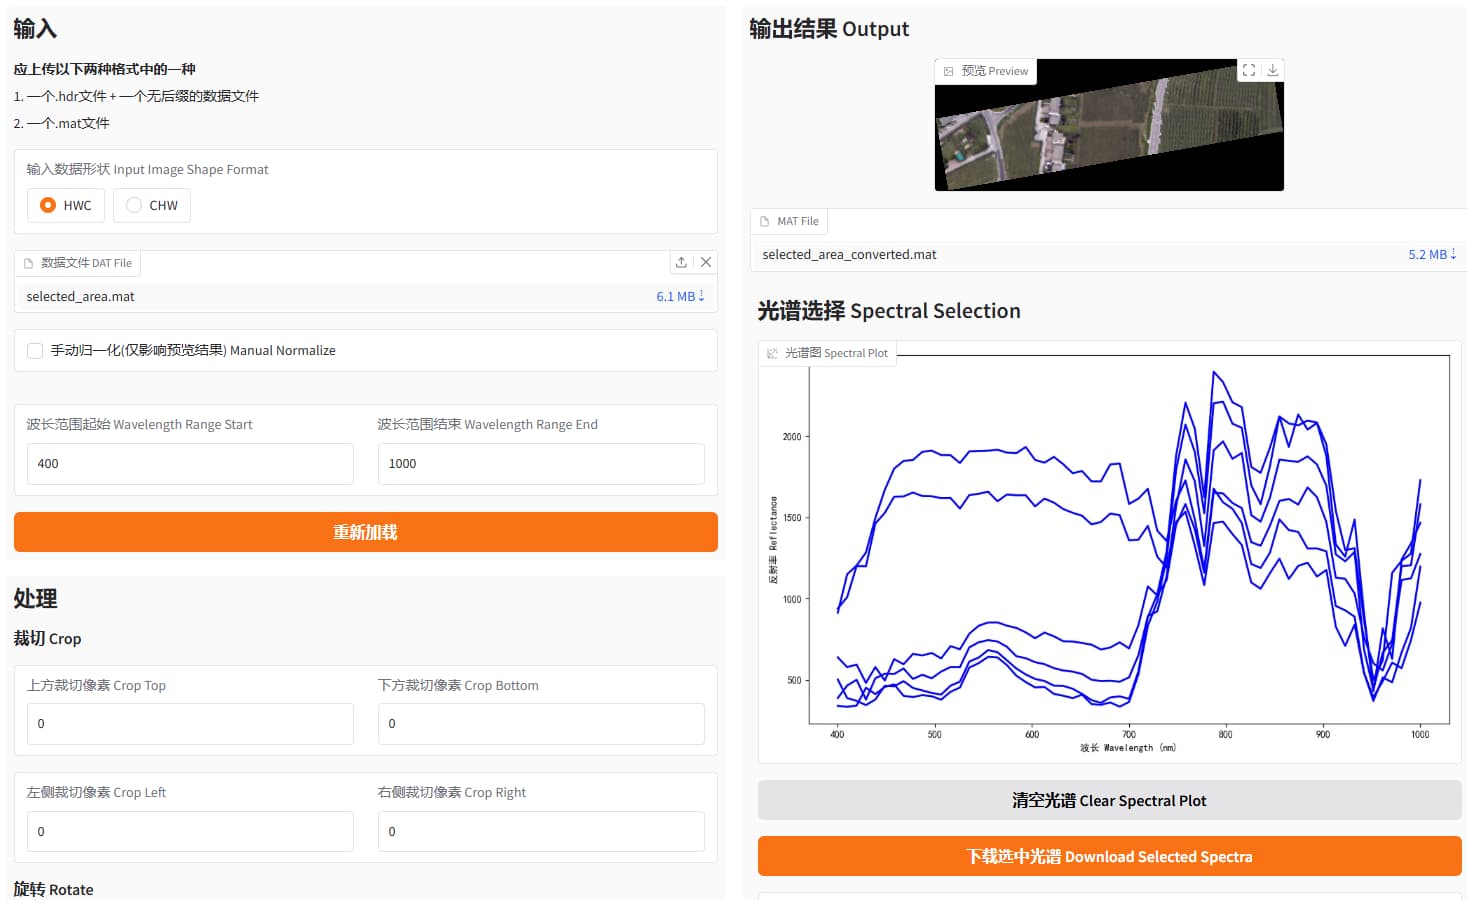 输入
应上传以下两种格式中的一种
1. 一个.hdr文件 + 一个无后缀的数据文件
2. 一个.mat文件
输入数据形状 Input Image Shape Format
HWC
CHW
数据文件 DAT File
selected_area.mat
6.1 MB⇣
手动归一化(仅影响预览结果) Manual Normalize
波长范围起始 Wavelength Range Start
波长范围结束 Wavelength Range End
400
1000
重新加载
处理
裁切 Crop
上方裁切像素 Crop Top
下方裁切像素 Crop Bottom
0
0
左侧裁切像素 Crop Left
右侧裁切像素 Crop Right
0
0
旋转 Rotate
输出结果 Output
预览 Preview
MAT File
selected_area_converted.mat
5.2 MB⇣
光谱选择 Spectral Selection
光谱图 Spectral Plot
2000
1500
1000
500
反射率 Reflectance
400
500
600
700
800
900
1000
波长 Wavelength (nm)
清空光谱 Clear Spectral Plot
下载选中光谱 Download Selected Spectra